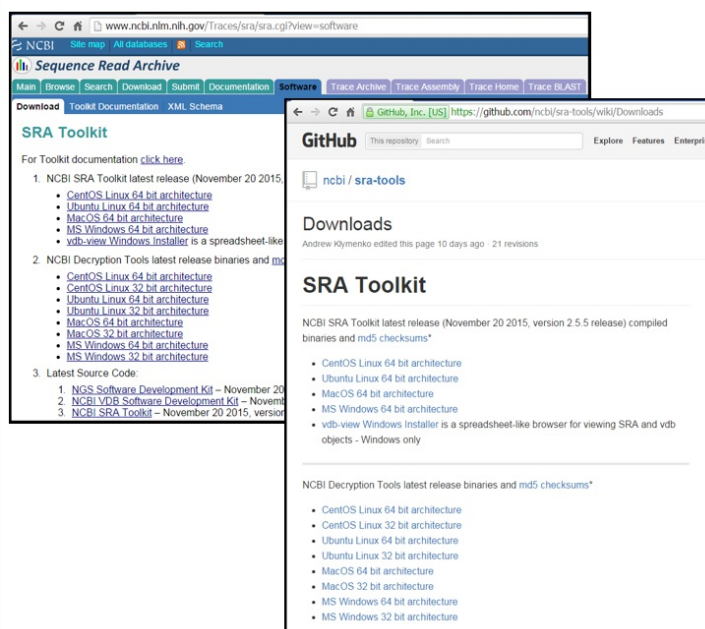 www.ncbi.nlm.nih.gov/Traces/sra/sra.cgi?view=software
NCBI Site map All databases Search
Sequence Read Archive
Main Browse Search Download Submit Documentation Software Trace Archive Trace Assembly Trace Home Trace BLAST
Download Toolkit Documentation XML Schema
SRA Toolkit
For Toolkit documentation click here.
1. NCBI SRA Toolkit latest release (November 20 2015,
• CentOS Linux 64 bit architecture
• Ubuntu Linux 64 bit architecture
• MacOS 64 bit architecture
• MS Windows 64 bit architecture
• vdb-view Windows Installer is a spreadsheet-like
2. NCBI Decryption Tools latest release binaries and
• CentOS Linux 64 bit architecture
• CentOS Linux 32 bit architecture
• Ubuntu Linux 64 bit architecture
• Ubuntu Linux 32 bit architecture
• MacOS 64 bit architecture
• MacOS 32 bit architecture
• MS Windows 64 bit architecture
• MS Windows 32 bit architecture
3. Latest Source Code:
1. NGS Software Development Kit – November 20
2. NCBI VDB Software Development Kit – Novemb
3. NCBI SRA Toolkit – November 20 2015, version
GitHub, Inc. [US] https://github.com/ncbi/sra-tools/wiki/Downloads
GitHub This repository Search Explore Features Enterpri
ncbi / sra-tools
Downloads
Andrew Klymenko edited this page 10 days ago · 21 revisions
SRA Toolkit
NCBI SRA Toolkit latest release (November 20 2015, version 2.5.5 release) compiled
binaries and md5 checksums*
• CentOS Linux 64 bit architecture
• Ubuntu Linux 64 bit architecture
• MacOS 64 bit architecture
• MS Windows 64 bit architecture
• vdb-view Windows Installer is a spreadsheet-like browser for viewing SRA and vdb
objects - Windows only
NCBI Decryption Tools latest release binaries and md5 checksums*
• CentOS Linux 64 bit architecture
• CentOS Linux 32 bit architecture
• Ubuntu Linux 64 bit architecture
• Ubuntu Linux 32 bit architecture
• MacOS 64 bit architecture
• MacOS 32 bit architecture
• MS Windows 64 bit architecture
• MS Windows 32 bit architecture